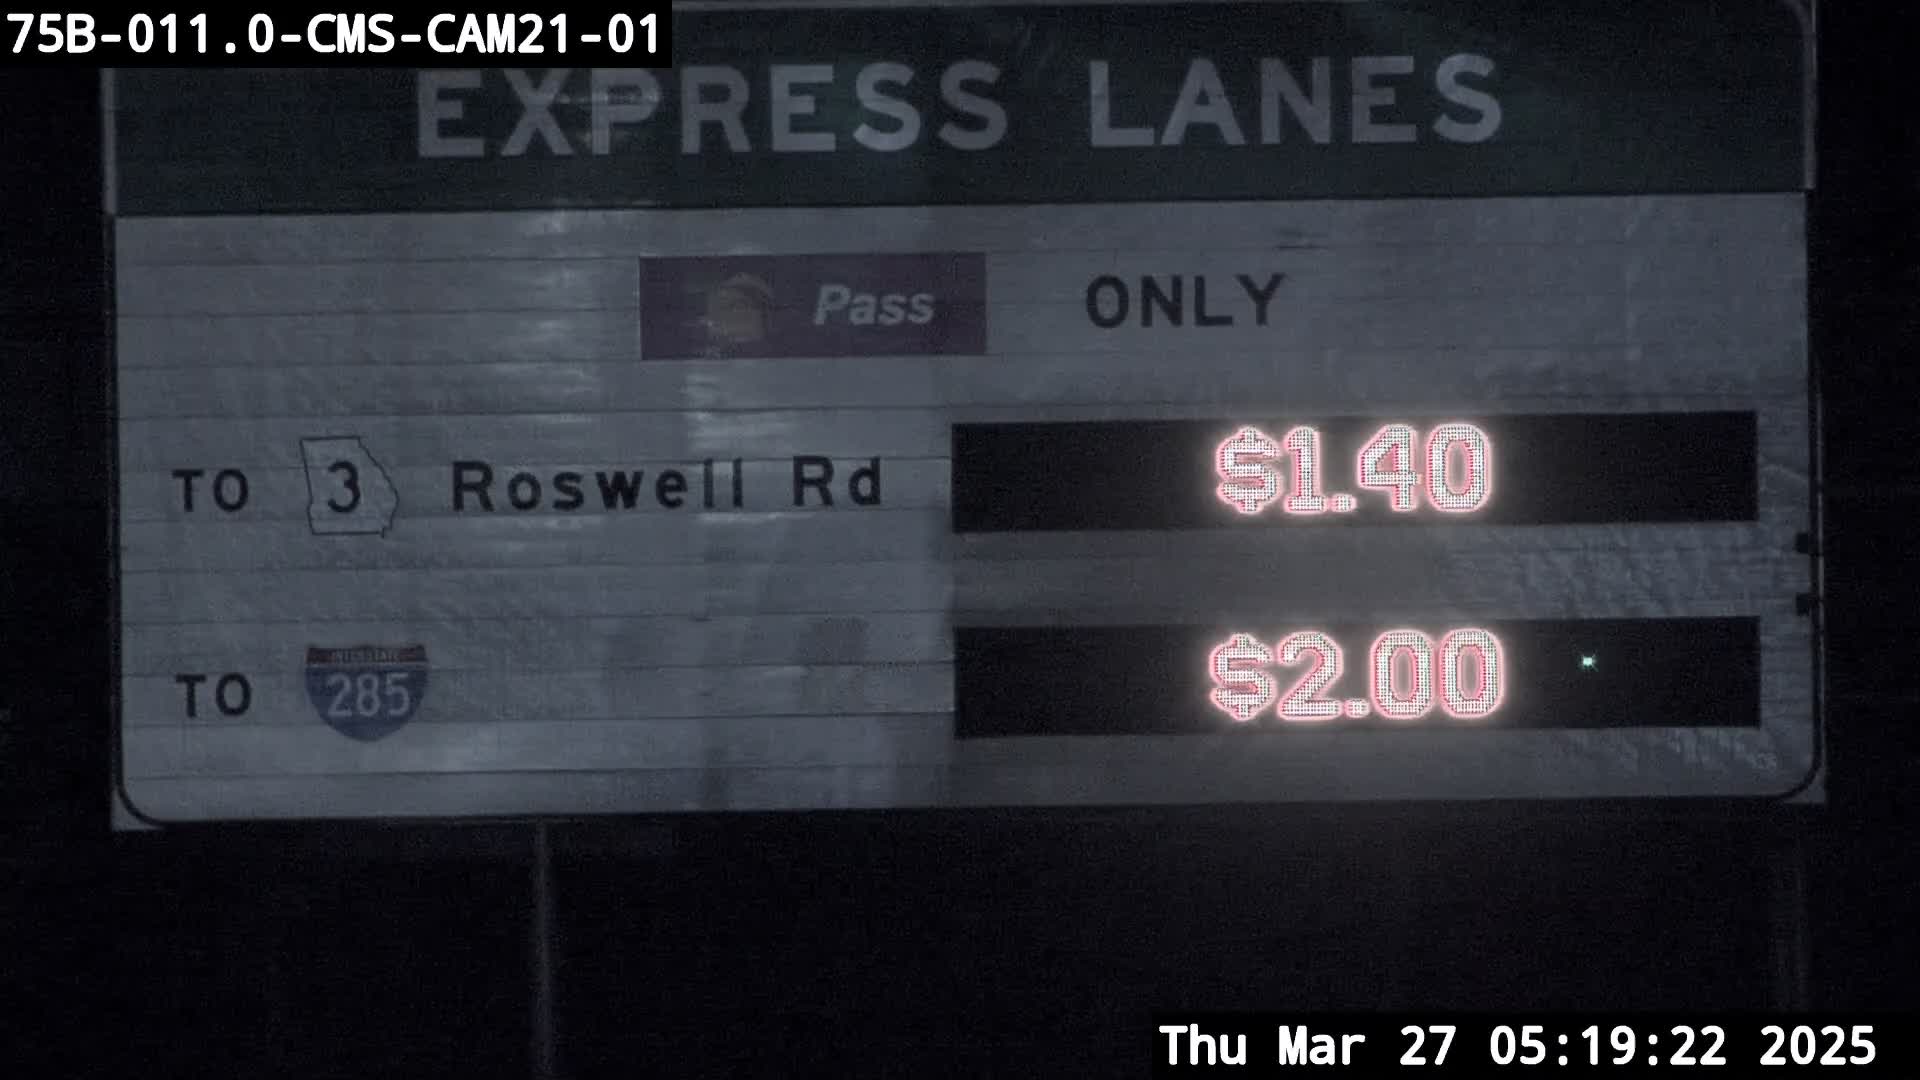 75B-011.0-CMS-CAM21-01
EXPRESS LANES
Pass ONLY
TO 3 Roswell Rd $1.40
INTERSTATE
TO 285 $2.00
Thu Mar 27 05:19:22 2025